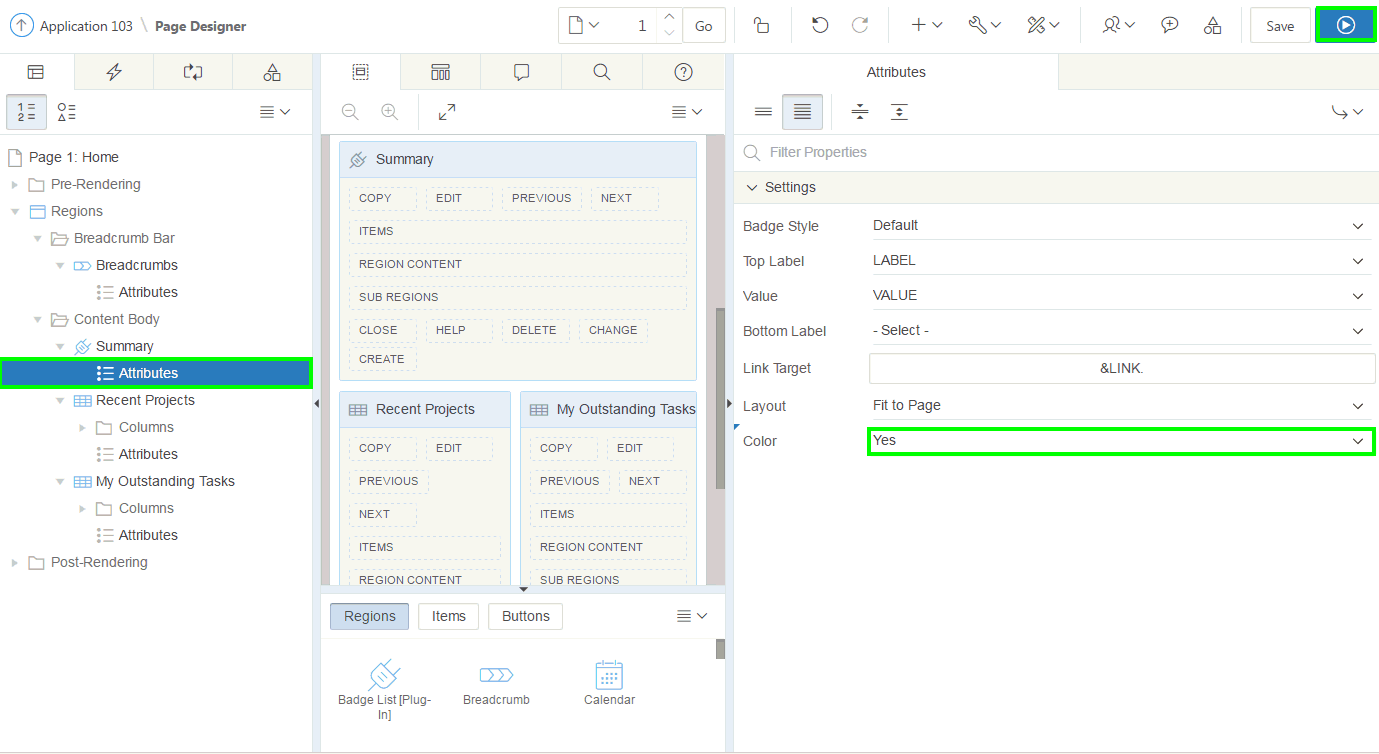 Application 103 \ Page Designer
1
Go
Save
Page 1: Home
Pre-Rendering
Regions
Breadcrumb Bar
Breadcrumbs
Attributes
Content Body
Summary
Attributes
Recent Projects
Columns
Attributes
My Outstanding Tasks
Columns
Attributes
Post-Rendering
Summary
COPY EDIT PREVIOUS NEXT
ITEMS
REGION CONTENT
SUB REGIONS
CLOSE HELP DELETE CHANGE
CREATE
Recent Projects
COPY EDIT
PREVIOUS
NEXT
ITEMS
REGION CONTENT
My Outstanding Tasks
COPY EDIT
PREVIOUS NEXT
ITEMS
REGION CONTENT
SUB REGIONS
Regions Items Buttons
Badge List [Plug-
In]
Breadcrumb
Calendar
Attributes
Filter Properties
Settings
Badge Style Default
Top Label LABEL
Value VALUE
Bottom Label - Select -
Link Target &LINK.
Layout Fit to Page
Color Yes